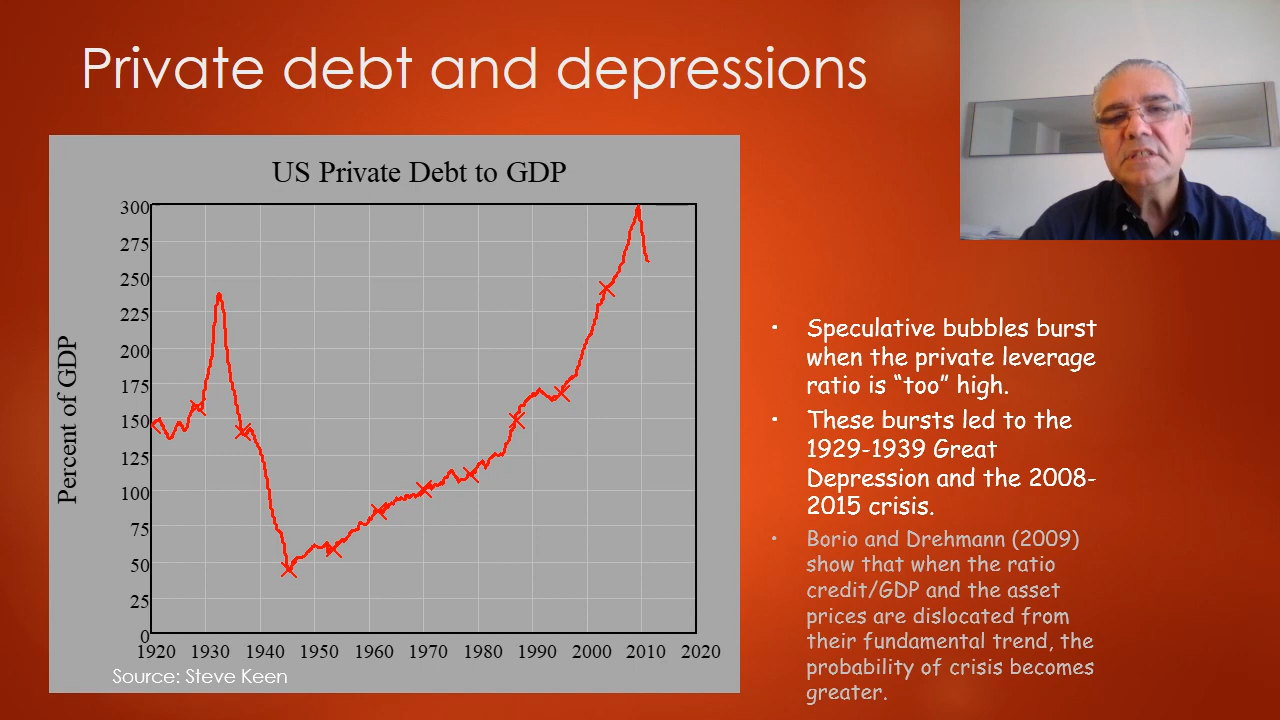 Private debt and depressions
US Private Debt to GDP
Percent of GDP
300
275
250
225
200
175
150
125
100
75
50
25
0
1920 1930 1940 1950 1960 1970 1980 1990 2000 2010 2020
Source: Steve Keen
• Speculative bubbles burst
when the private leverage
ratio is “too” high.
• These bursts led to the
1929-1939 Great
Depression and the 2008-
2015 crisis.
• Borio and Drehmann (2009)
show that when the ratio
credit/GDP and the asset
prices are dislocated from
their fundamental trend, the
probability of crisis becomes
greater.